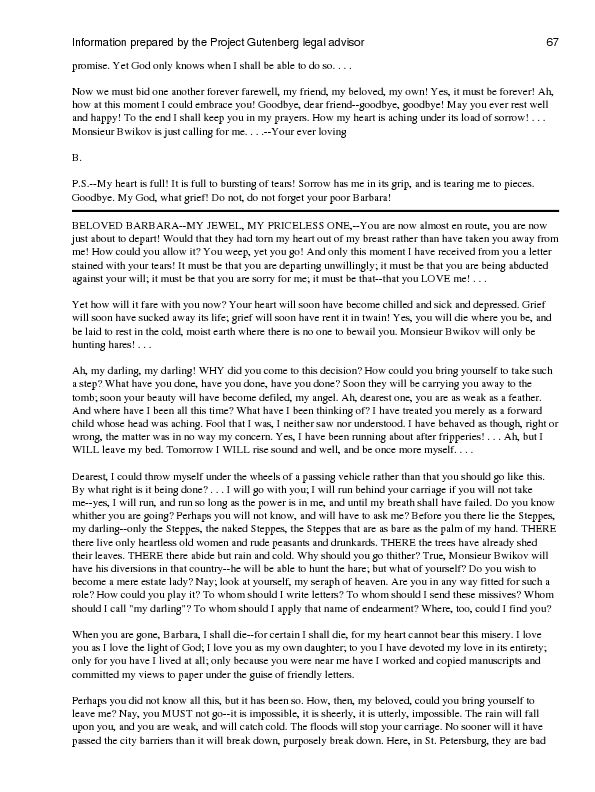 Information prepared by the Project Gutenberg legal advisor 67
promise. Yet God only knows when I shall be able to do so. . . .
Now we must bid one another forever farewell, my friend, my beloved, my own! Yes, it must be forever! Ah,
how at this moment I could embrace you! Goodbye, dear friend--goodbye, goodbye! May you ever rest well
and happy! To the end I shall keep you in my prayers. How my heart is aching under its load of sorrow! . . .
Monsieur Bwikov is just calling for me. . . .--Your ever loving
B.
P.S.--My heart is full! It is full to bursting of tears! Sorrow has me in its grip, and is tearing me to pieces.
Goodbye. My God, what grief! Do not, do not forget your poor Barbara!
BELOVED BARBARA--MY JEWEL, MY PRICELESS ONE,--You are now almost en route, you are now
just about to depart! Would that they had torn my heart out of my breast rather than have taken you away from
me! How could you allow it? You weep, yet you go! And only this moment I have received from you a letter
stained with your tears! It must be that you are departing unwillingly; it must be that you are being abducted
against your will; it must be that you are sorry for me; it must be that--that you LOVE me! . . .
Yet how will it fare with you now? Your heart will soon have become chilled and sick and depressed. Grief
will soon have sucked away its life; grief will soon have rent it in twain! Yes, you will die where you be, and
be laid to rest in the cold, moist earth where there is no one to bewail you. Monsieur Bwikov will only be
hunting hares! . . .
Ah, my darling, my darling! WHY did you come to this decision? How could you bring yourself to take such
a step? What have you done, have you done, have you done? Soon they will be carrying you away to the
tomb; soon your beauty will have become defiled, my angel. Ah, dearest one, you are as weak as a feather.
And where have I been all this time? What have I been thinking of? I have treated you merely as a forward
child whose head was aching. Fool that I was, I neither saw nor understood. I have behaved as though, right or
wrong, the matter was in no way my concern. Yes, I have been running about after fripperies! . . . Ah, but I
WILL leave my bed. Tomorrow I WILL rise sound and well, and be once more myself. . . .
Dearest, I could throw myself under the wheels of a passing vehicle rather than that you should go like this.
By what right is it being done? . . . I will go with you; I will run behind your carriage if you will not take
me--yes, I will run, and run so long as the power is in me, and until my breath shall have failed. Do you know
whither you are going? Perhaps you will not know, and will have to ask me? Before you there lie the Steppes,
my darling--only the Steppes, the naked Steppes, the Steppes that are as bare as the palm of my hand. THERE
there live only heartless old women and rude peasants and drunkards. THERE the trees have already shed
their leaves. THERE there abide but rain and cold. Why should you go thither? True, Monsieur Bwikov will
have his diversions in that country--he will be able to hunt the hare; but what of yourself? Do you wish to
become a mere estate lady? Nay; look at yourself, my seraph of heaven. Are you in any way fitted for such a
role? How could you play it? To whom should I write letters? To whom should I send these missives? Whom
should I call "my darling"? To whom should I apply that name of endearment? Where, too, could I find you?
When you are gone, Barbara, I shall die--for certain I shall die, for my heart cannot bear this misery. I love
you as I love the light of God; I love you as my own daughter; to you I have devoted my love in its entirety;
only for you have I lived at all; only because you were near me have I worked and copied manuscripts and
committed my views to paper under the guise of friendly letters.
Perhaps you did not know all this, but it has been so. How, then, my beloved, could you bring yourself to
leave me? Nay, you MUST not go--it is impossible, it is sheerly, it is utterly, impossible. The rain will fall
upon you, and you are weak, and will catch cold. The floods will stop your carriage. No sooner will it have
passed the city barriers than it will break down, purposely break down. Here, in St. Petersburg, they are bad